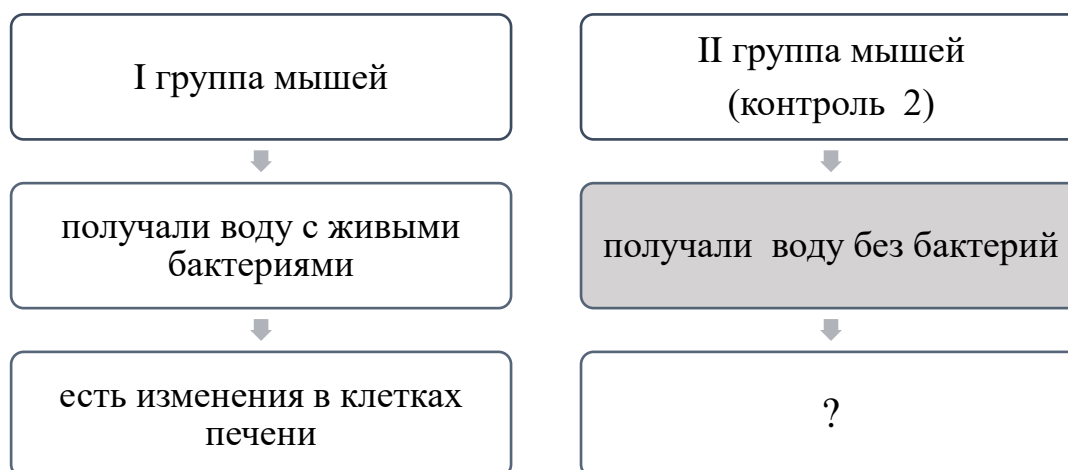 I группа мышей
II группа мышей
(контроль 2)
получали воду с живыми
бактериями
получали воду без бактерий
есть изменения в клетках
печени
?